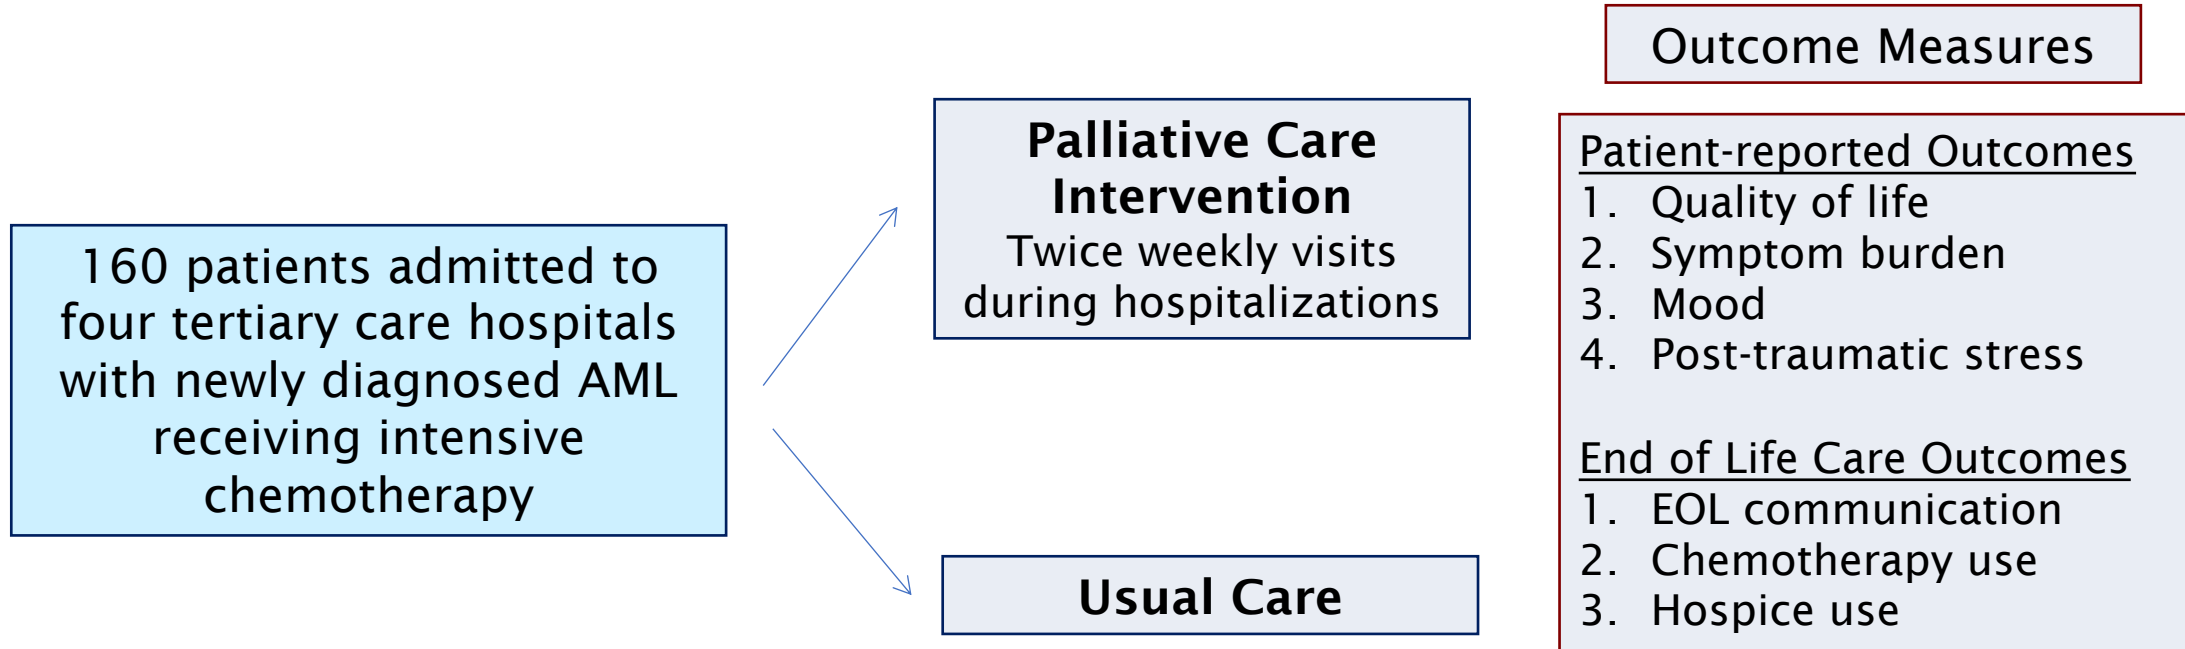 160 patients admitted to
four tertiary care hospitals
with newly diagnosed AML
receiving intensive
chemotherapy
Palliative Care
Intervention
Twice weekly visits
during hospitalizations
Usual Care
Outcome Measures
Patient-reported Outcomes
1. Quality of life
2. Symptom burden
3. Mood
4. Post-traumatic stress
End of Life Care Outcomes
1. EOL communication
2. Chemotherapy use
3. Hospice use